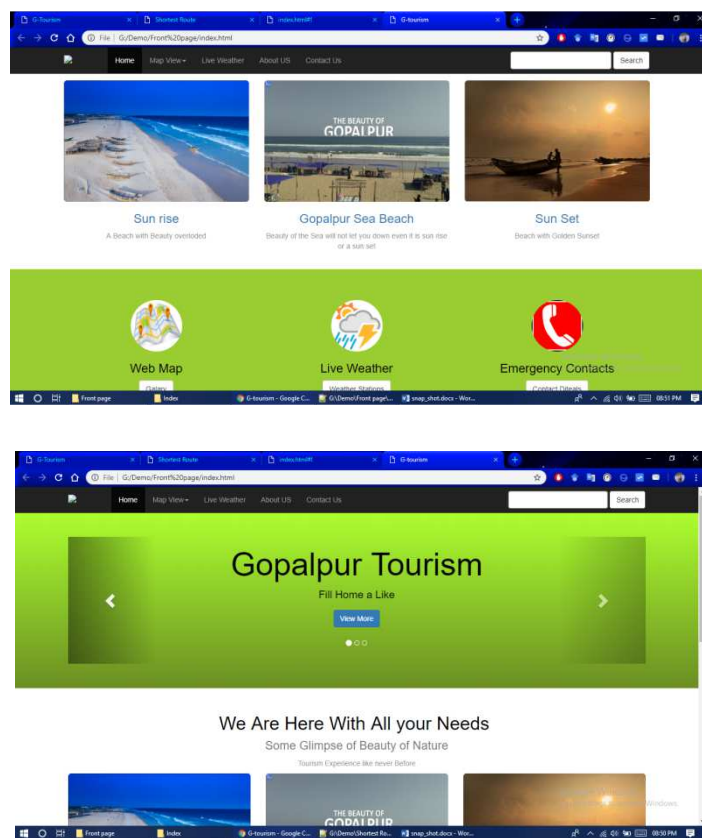 G-Tourism Shortest Route index.html#!! G-tourism
File | G:/Demo/Front%20page/index.html
Home Map View Live Weather About US Contact Us Search
THE BEAUTY OF
GOPALPUR
Sun rise Gopalpur Sea Beach Sun Set
A Beach with Beauty overloded Beauty of the Sea will not let you down even it is sun rise Beach with Golden Sunset
or a sun set
Web Map Live Weather Emergency Contacts
Galary Weather Stations Contact Diteals
Front page Index G-tourism - Google C... G:\Demo\Front page\... snap_shot.docx - Wor... 08:51 PM
G-Tourism Shortest Route index.html#!! G-tourism
File | G:/Demo/Front%20page/index.html
Home Map View Live Weather About US Contact Us Search
Gopalpur Tourism
Fill Home a Like
View More
We Are Here With All your Needs
Some Glimpse of Beauty of Nature
Tourism Experience like never Before
THE BEAUTY OF
GOPALPUR
Windows.
Front page Index G-tourism - Google C... G:\Demo\Shortest Ro... snap_shot.docx - Wor... 08:50 PM